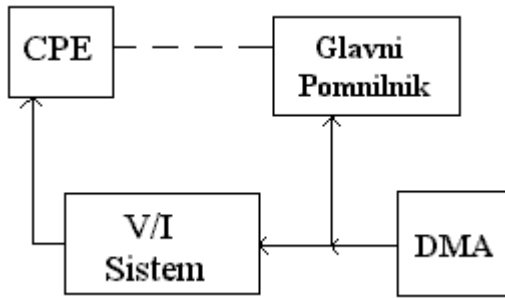 CPE
Glavni
Pomnilnik
V/I
Sistem
DMA